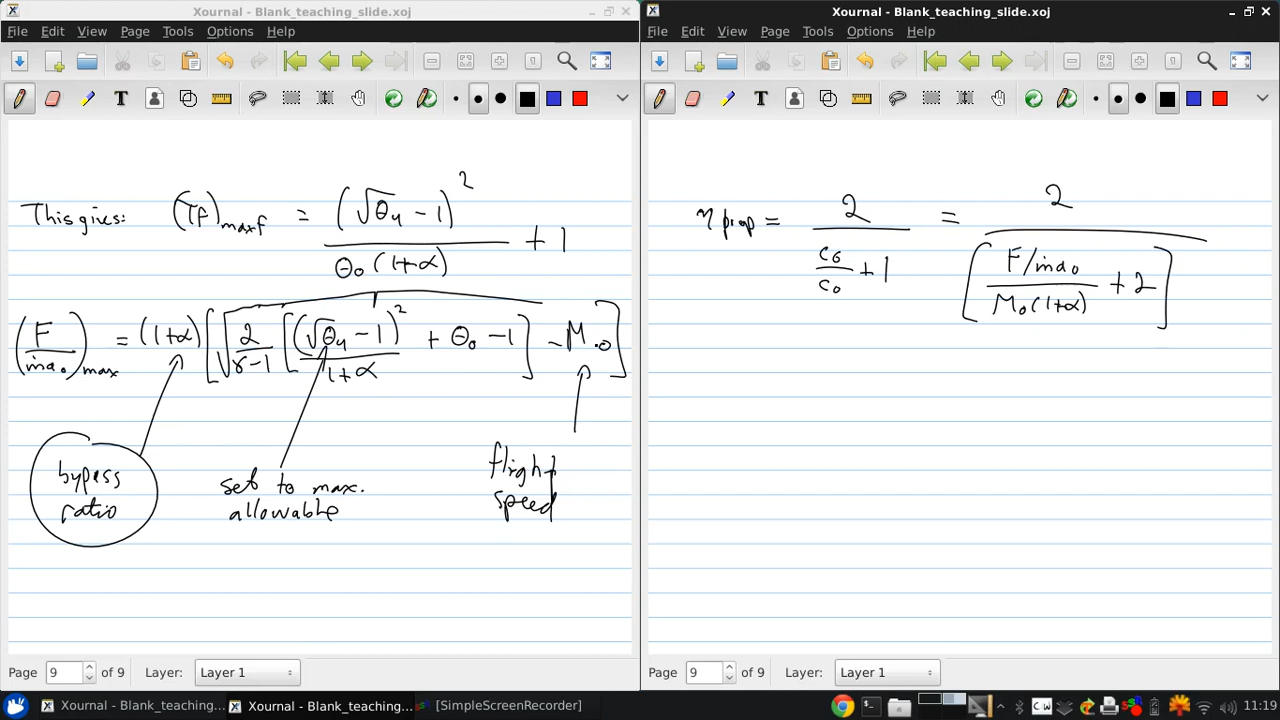 Xournal - Blank_teaching_slide.xoj
File Edit View Page Tools Options Help
This gives: (τf)maxf = (√θ₄ - 1)² / θ₀(1+α) + 1
(F/ṁa₀)max = (1+α) [√(2/(γ-1) [(√θ₄ - 1)²/(1+α) + θ₀ - 1]) - M₀]
bypass ratio
set to max.
allowable
flight
speed
Page 9 of 9 Layer: Layer 1
Xournal - Blank_teaching_slide.xoj
File Edit View Page Tools Options Help
η prop = 2 / (c₆/c₀ + 1) = 2 / [F/ṁa₀ / M₀(1+α) + 2]
Page 9 of 9 Layer: Layer 1
Xournal - Blank_teaching_... Xournal - Blank_teaching_... [SimpleScreenRecorder] 11:19